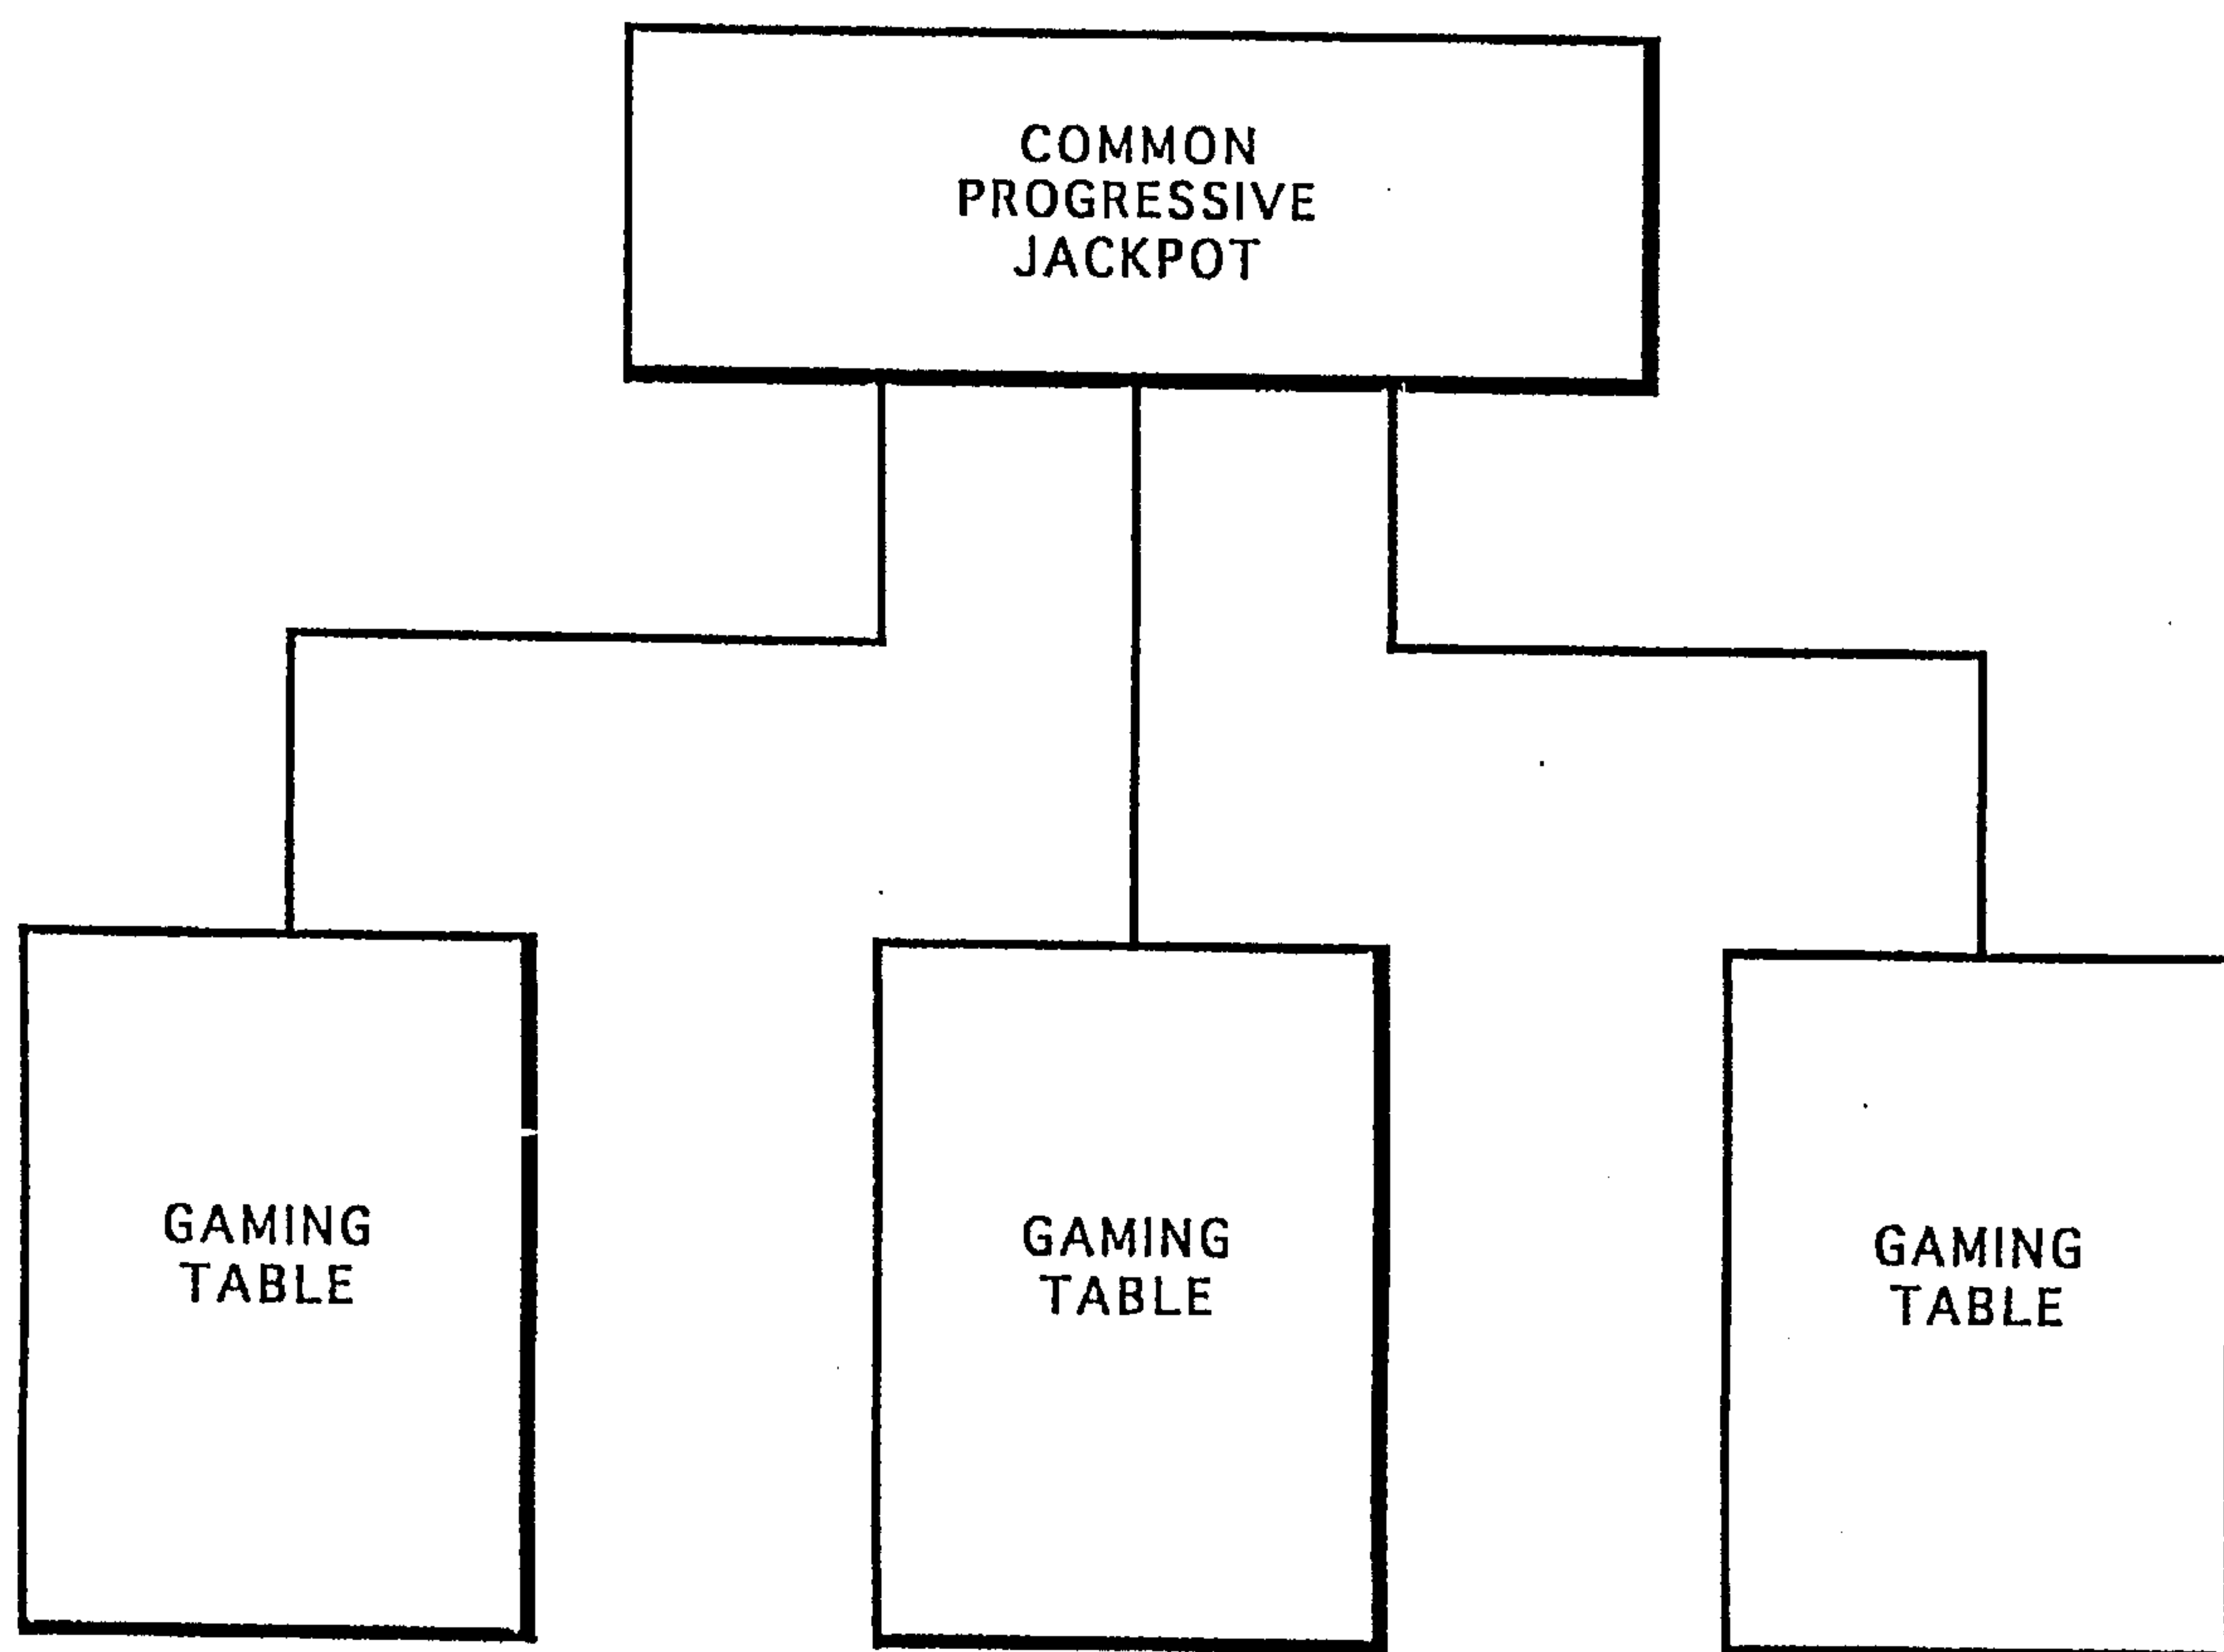 COMMON
PROGRESSIVE
JACKPOT
GAMING
TABLE
GAMING
TABLE
GAMING
TABLE